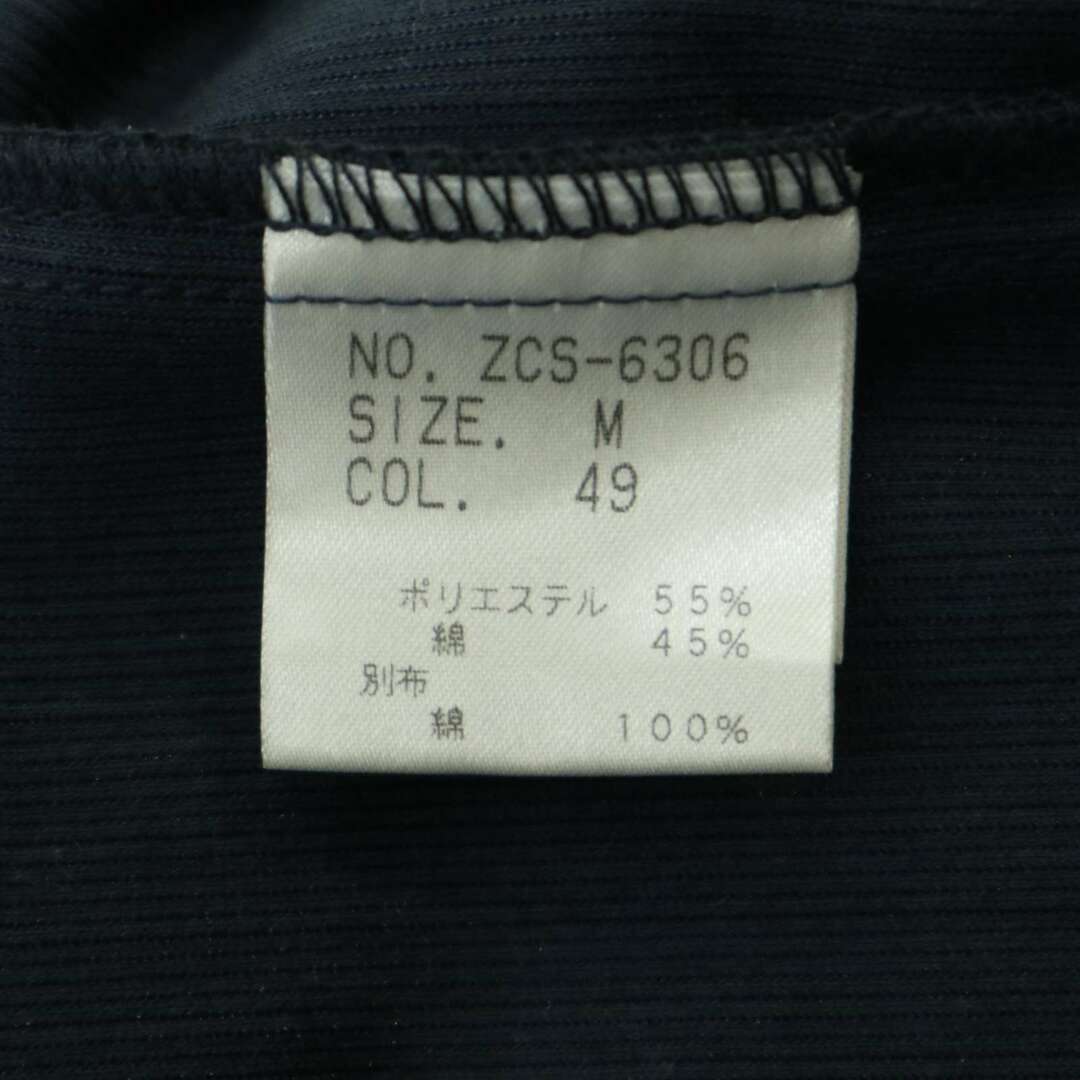 NO. ZCS-6306
SIZE. M
COL. 49
ポリエステル 55%
綿 45%
別布
綿 100%